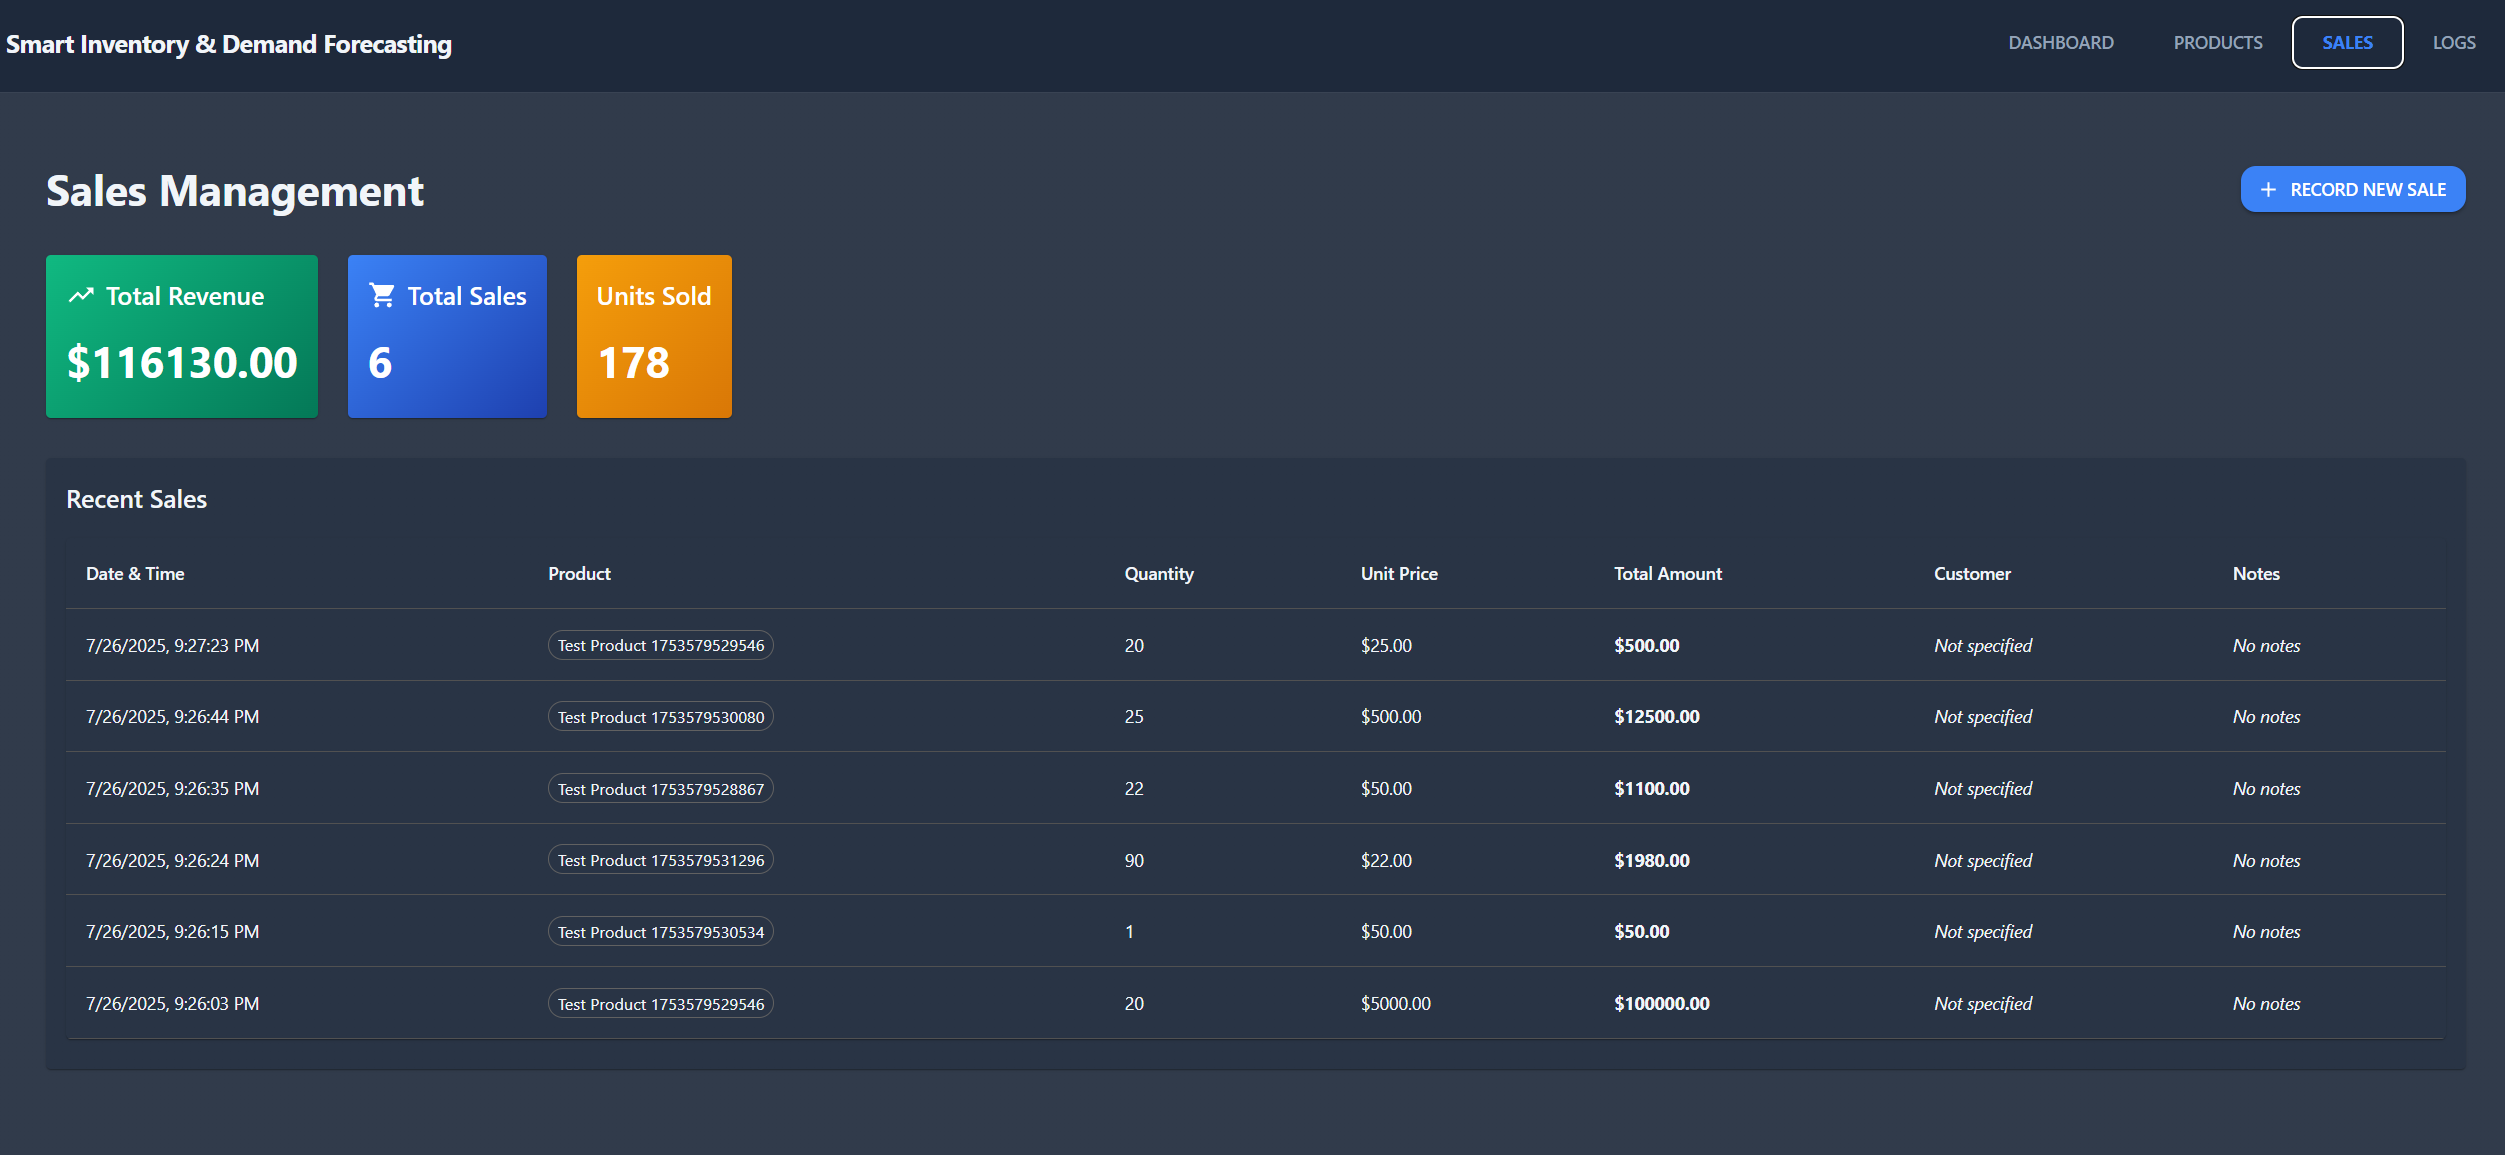 Smart Inventory & Demand Forecasting DASHBOARD PRODUCTS SALES LOGS
Sales Management
+ RECORD NEW SALE
Total Revenue
$116130.00
Total Sales
6
Units Sold
178
Recent Sales
Date & Time Product Quantity Unit Price Total Amount Customer Notes
7/26/2025, 9:27:23 PM Test Product 1753579529546 20 $25.00 $500.00 Not specified No notes
7/26/2025, 9:26:44 PM Test Product 1753579530080 25 $500.00 $12500.00 Not specified No notes
7/26/2025, 9:26:35 PM Test Product 1753579528867 22 $50.00 $1100.00 Not specified No notes
7/26/2025, 9:26:24 PM Test Product 1753579531296 90 $22.00 $1980.00 Not specified No notes
7/26/2025, 9:26:15 PM Test Product 1753579530534 1 $50.00 $50.00 Not specified No notes
7/26/2025, 9:26:03 PM Test Product 1753579529546 20 $5000.00 $100000.00 Not specified No notes